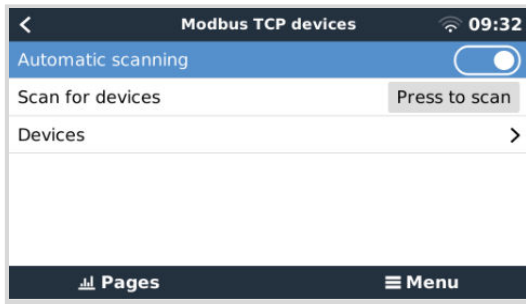 Modbus TCP devices 09:32
Automatic scanning
Scan for devices Press to scan
Devices
Pages Menu